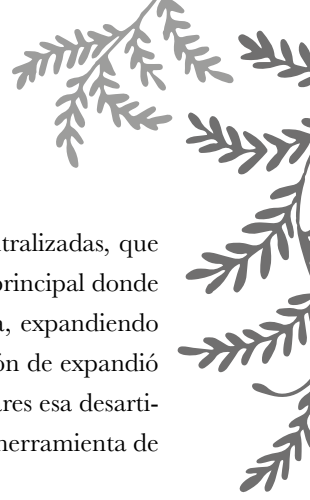 tralizadas, que
principal donde
a, expandiendo
ón de expandió
ares esa desarti-
herramienta de